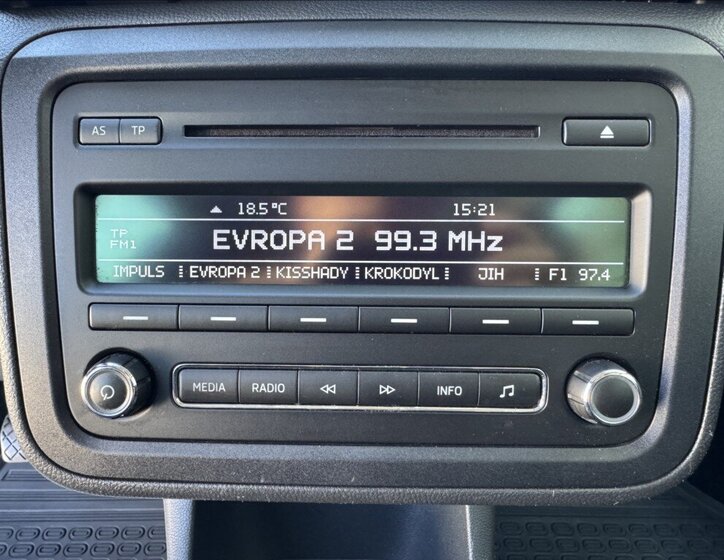 AS TP
18.5°C 15:21
TP
FM1
EVROPA 2 99.3 MHz
IMPULS EVROPA 2 KISSHADY KROKODYL JIH F1 97.4
MEDIA RADIO INFO